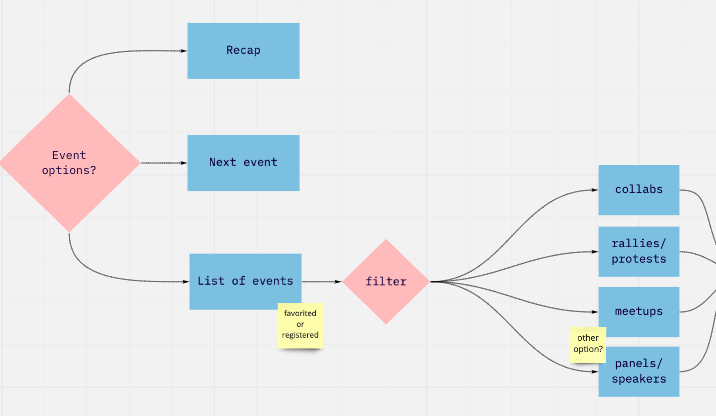 Recap
Event
options?
Next event
List of events
favorited
or
registered
filter
collabs
rallies/
protests
meetups
other
option?
panels/
speakers